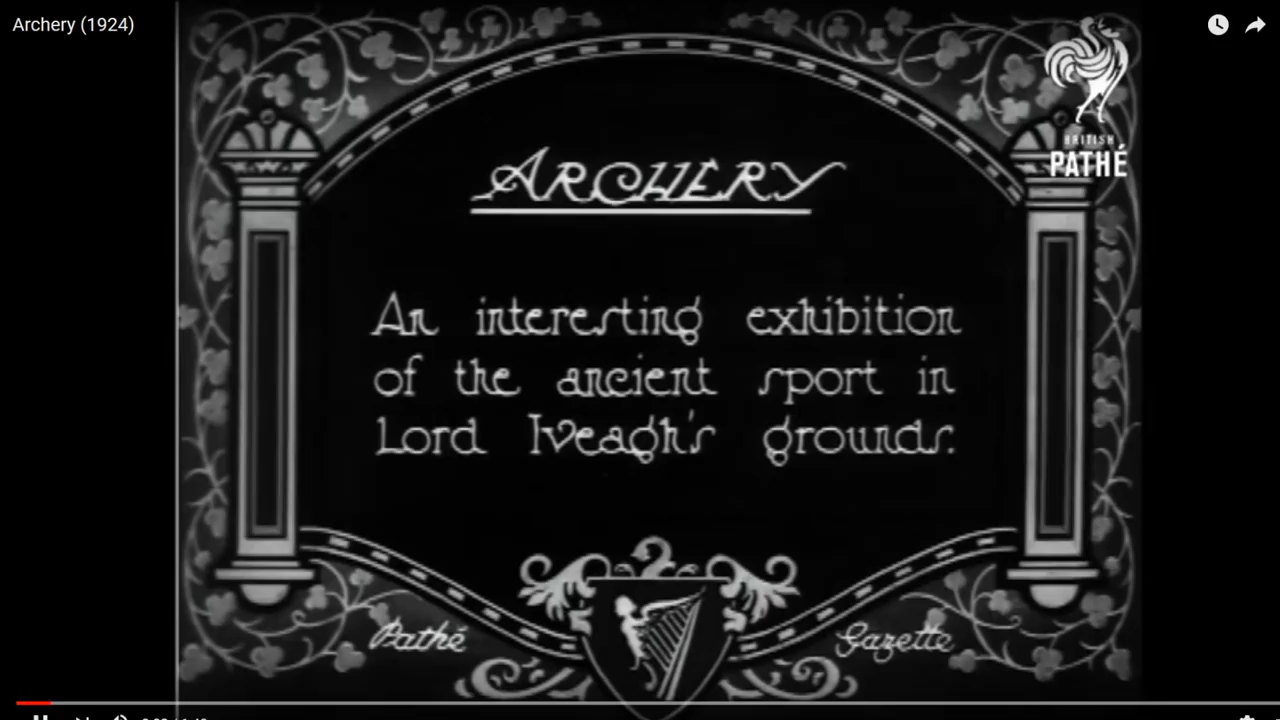 Archery (1924)
BRITISH
PATHÉ
ARCHERY
An interesting exhibition
of the ancient sport in
Lord Iveagh's grounds.
Pathé Gazette